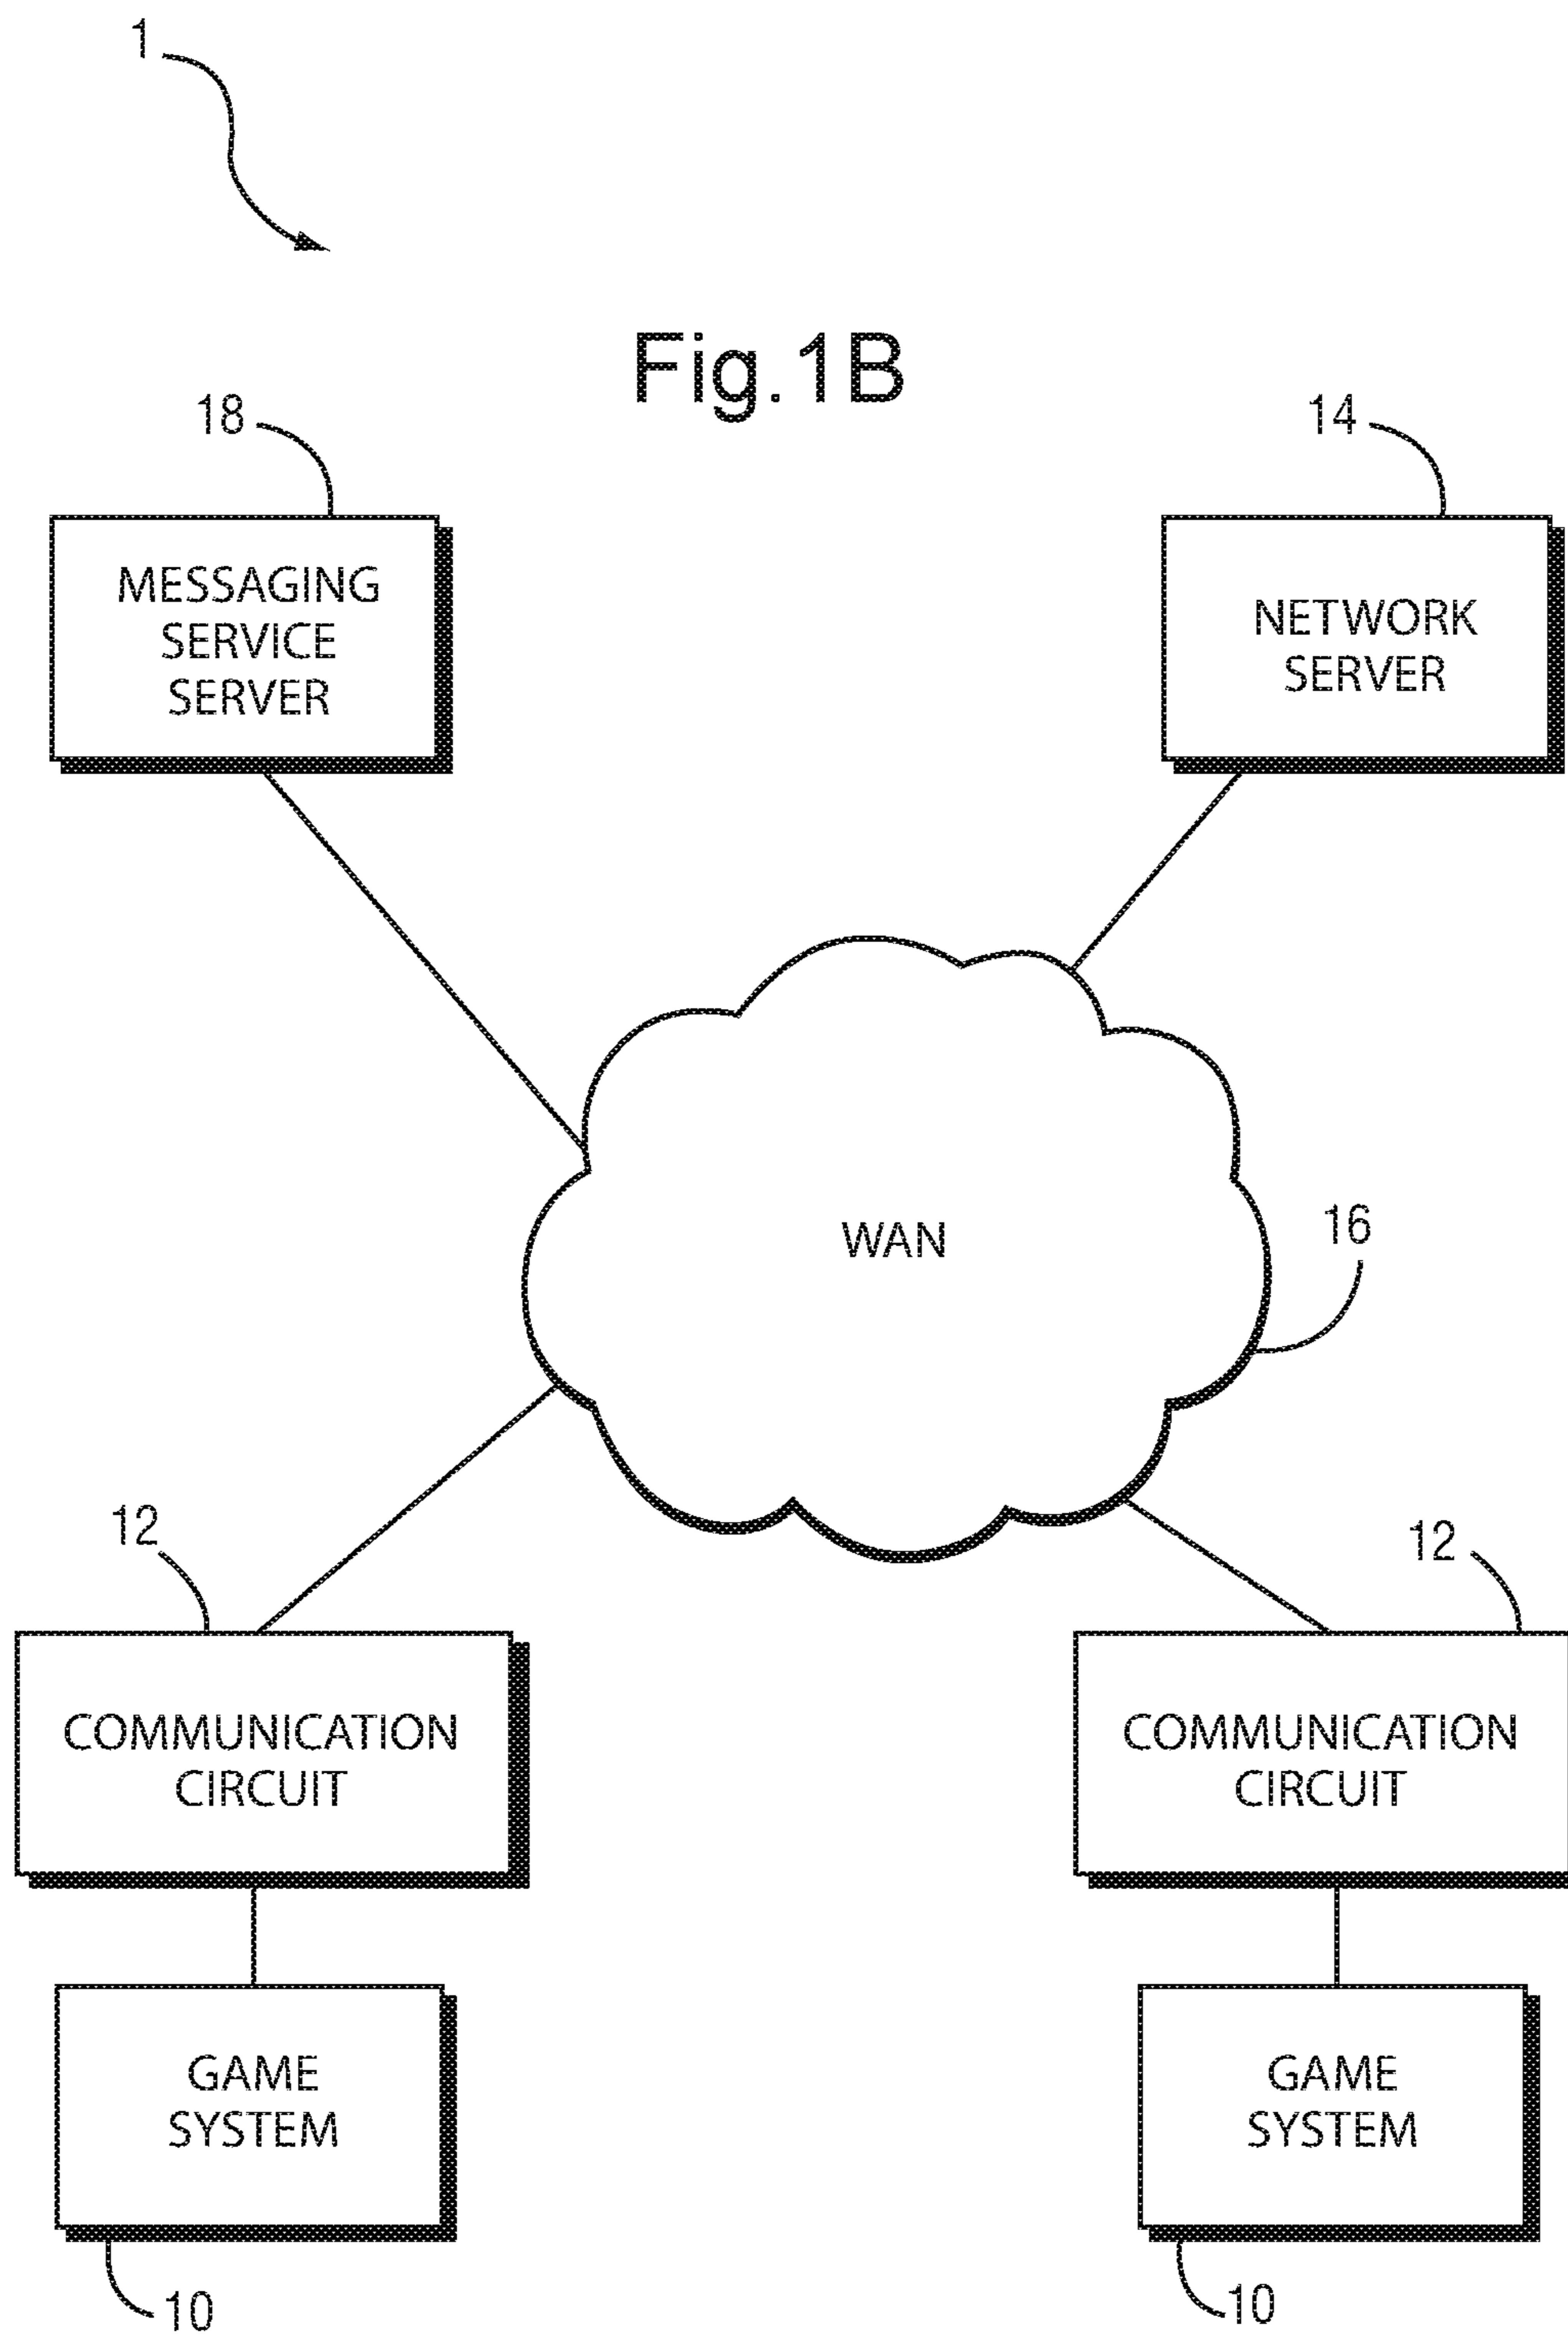 1
Fig.1B
18
14
MESSAGING
SERVICE
SERVER
NETWORK
SERVER
WAN
16
12
12
COMMUNICATION
CIRCUIT
COMMUNICATION
CIRCUIT
GAME
SYSTEM
GAME
SYSTEM
10
10